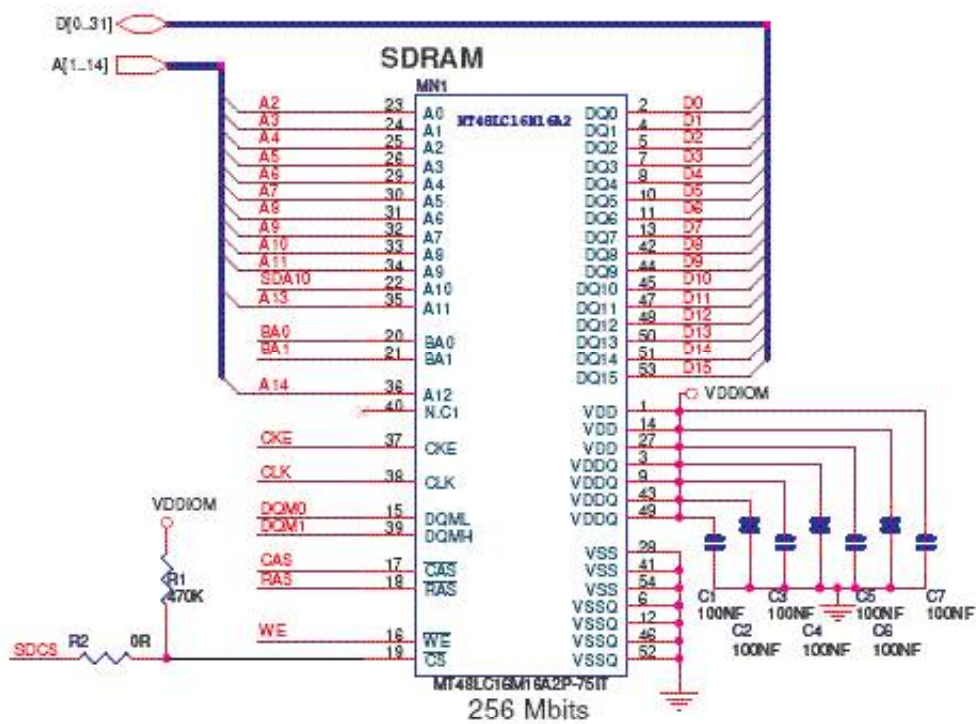 D[0..31]
A[1..14]
SDRAM
MN1
MT48LC16M16A2
A2 23 A0 DQ0 2 D0
A3 24 A1 DQ1 4 D1
A4 25 A2 DQ2 5 D2
A5 26 A3 DQ3 7 D3
A6 29 A4 DQ4 8 D4
A7 30 A5 DQ5 10 D5
A8 31 A6 DQ6 11 D6
A9 32 A7 DQ7 13 D7
A10 33 A8 DQ8 42 D8
A11 34 A9 DQ9 44 D9
SDA10 22 A10 DQ10 45 D10
A13 35 A11 DQ11 47 D11
DQ12 48 D12
BA0 20 BA0 DQ13 50 D13
BA1 21 BA1 DQ14 51 D14
DQ15 53 D15
A14 36 A12
VDDIOM
40 N.C1 VDD 1
VDD 14
CKE 37 CKE VDD 27
VDDQ 3
CLK 38 CLK VDDQ 9
VDDQ 43
DQM0 15 DQML VDDQ 49
DQM1 39 DQMH
VDDIOM
VSS 28
CAS 17 CAS VSS 41
RAS 18 RAS VSS 54
VSSQ 6
VSSQ 12
WE 16 WE VSSQ 46
19 CS VSSQ 52
R1
470K
SDCS R2 0R
C1 C3 C5 C7
100NF 100NF 100NF 100NF
C2 C4 C6
100NF 100NF 100NF
MT48LC16M16A2P-75IT
256 Mbits